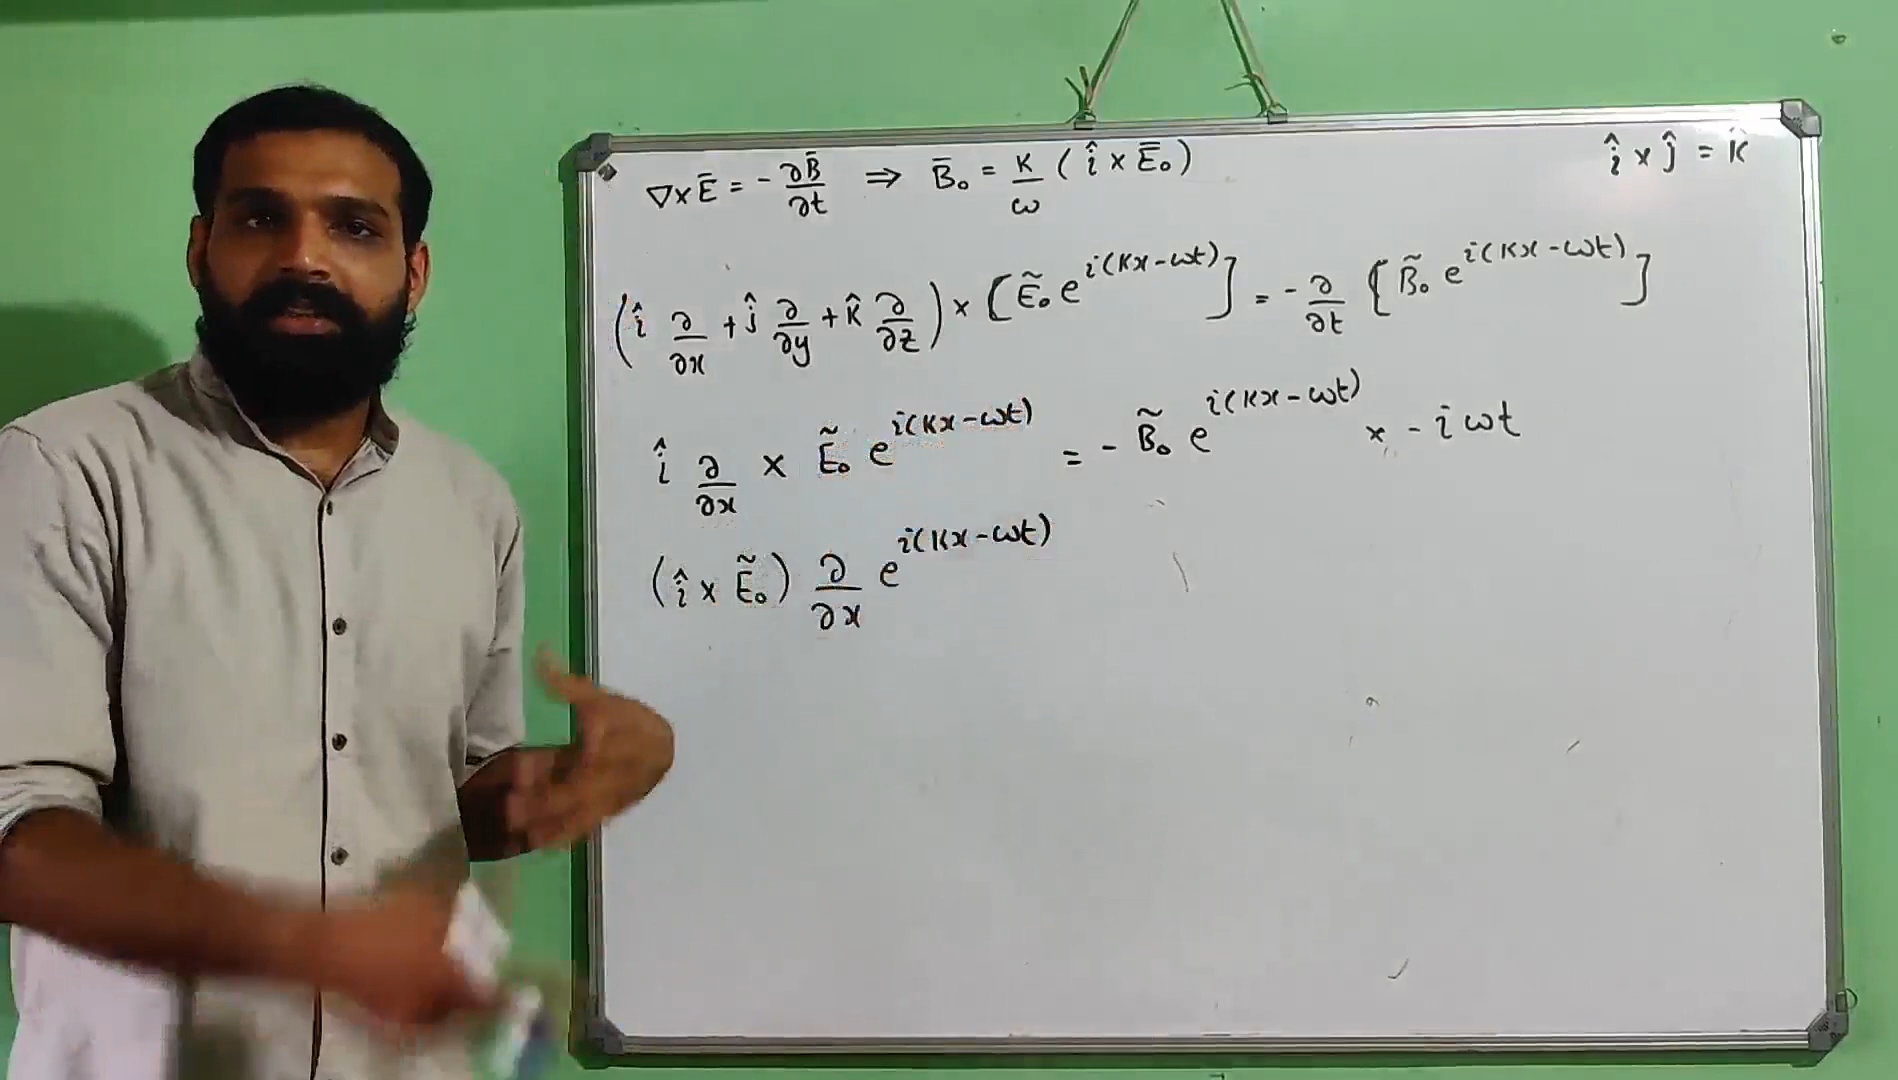 ∇×Ē = -∂B̄/∂t ⇒ B̄₀ = K/ω (î × Ē₀)
î × ĵ = k̂
(î ∂/∂x + ĵ ∂/∂y + k̂ ∂/∂z) × [Ẽ₀ e^{i(Kx-ωt)}] = -∂/∂t [B̃₀ e^{i(Kx-ωt)}]
î ∂/∂x × Ẽ₀ e^{i(Kx-ωt)} = -B̃₀ e^{i(Kx-ωt)} × -iωt
(î × Ẽ₀) ∂/∂x e^{i(Kx-ωt)}